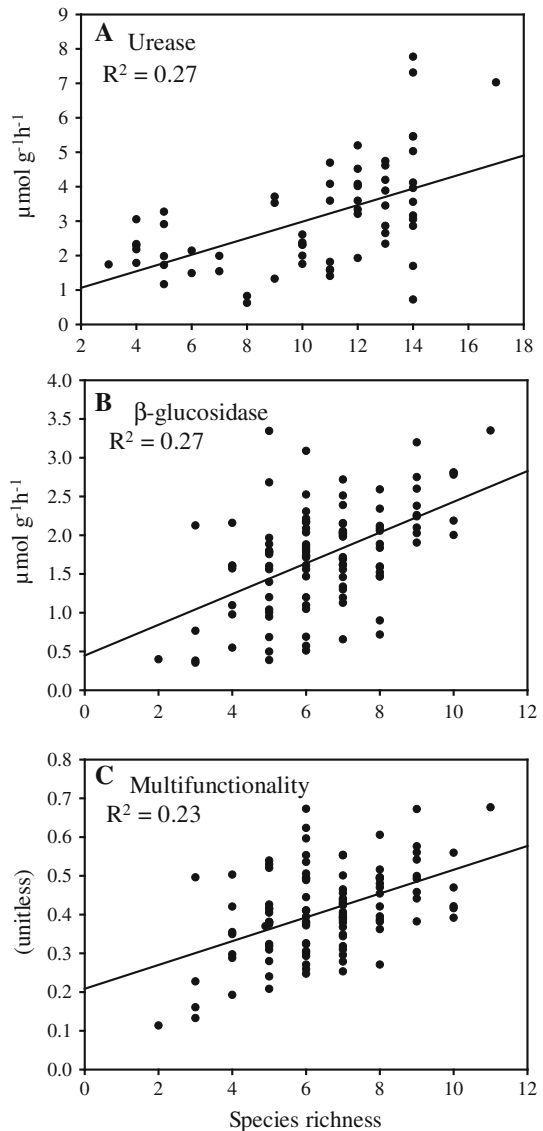 A Urease
R² = 0.27
9
8
7
6
5
4
3
2
1
0
µmol g⁻¹h⁻¹
2 4 6 8 10 12 14 16 18
B β-glucosidase
R² = 0.27
4.0
3.5
3.0
2.5
2.0
1.5
1.0
0.5
0.0
µmol g⁻¹h⁻¹
0 2 4 6 8 10 12
C Multifunctionality
R² = 0.23
0.8
0.7
0.6
0.5
0.4
0.3
0.2
0.1
0.0
(unitless)
0 2 4 6 8 10 12
Species richness